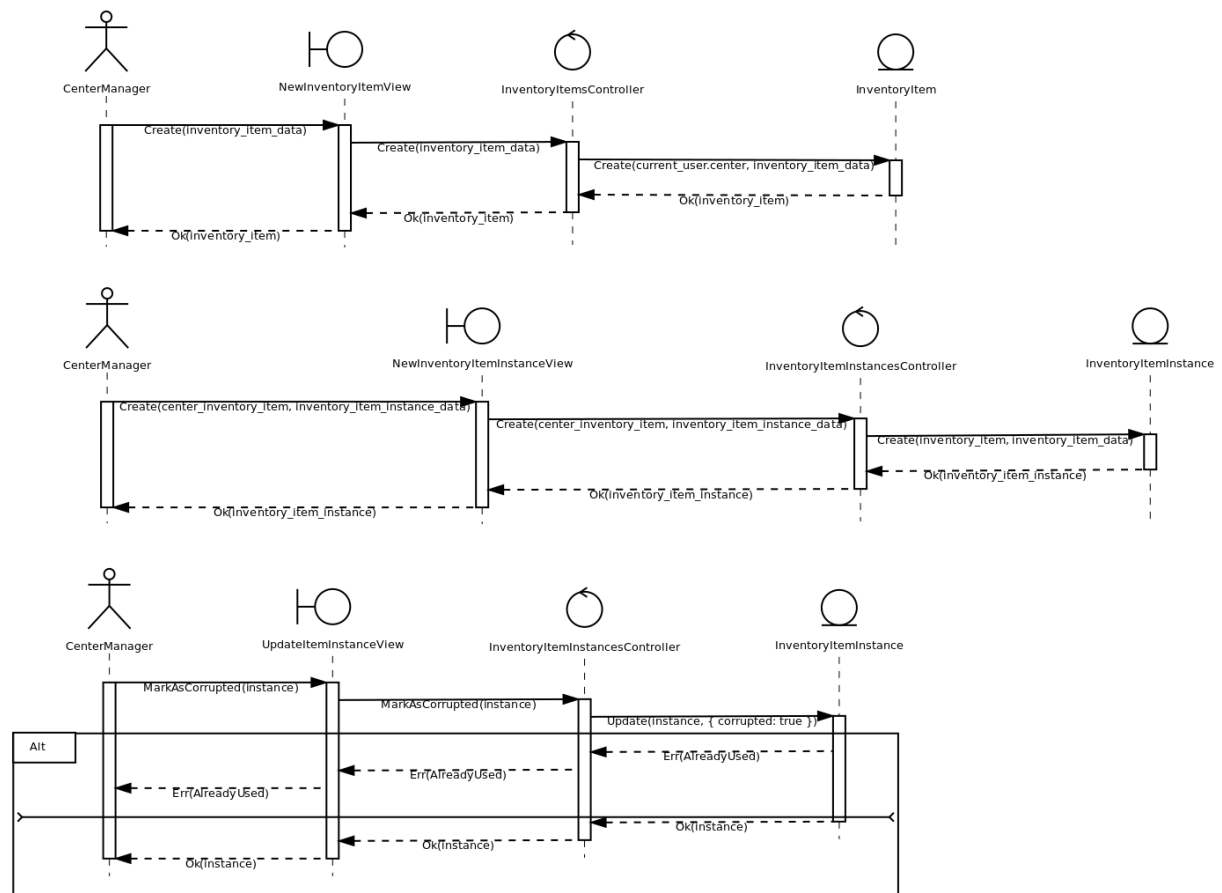 CenterManager
NewInventoryItemView
InventoryItemsController
InventoryItem
Create(inventory_item_data)
Create(inventory_item_data)
Create(current_user.center, inventory_item_data)
Ok(inventory_item)
Ok(inventory_item)
Ok(inventory_item)
CenterManager
NewInventoryItemInstanceView
InventoryItemInstancesController
InventoryItemInstance
Create(center_inventory_item, inventory_item_instance_data)
Create(center_inventory_item, inventory_item_instance_data)
Create(inventory_item, inventory_item_data)
Ok(inventory_item_instance)
Ok(inventory_item_instance)
Ok(inventory_item_instance)
CenterManager
UpdateItemInstanceView
InventoryItemInstancesController
InventoryItemInstance
MarkAsCorrupted(instance)
MarkAsCorrupted(instance)
Update(instance, { corrupted: true })
Alt
Err(AlreadyUsed)
Err(AlreadyUsed)
Err(AlreadyUsed)
Ok(instance)
Ok(instance)
Ok(instance)